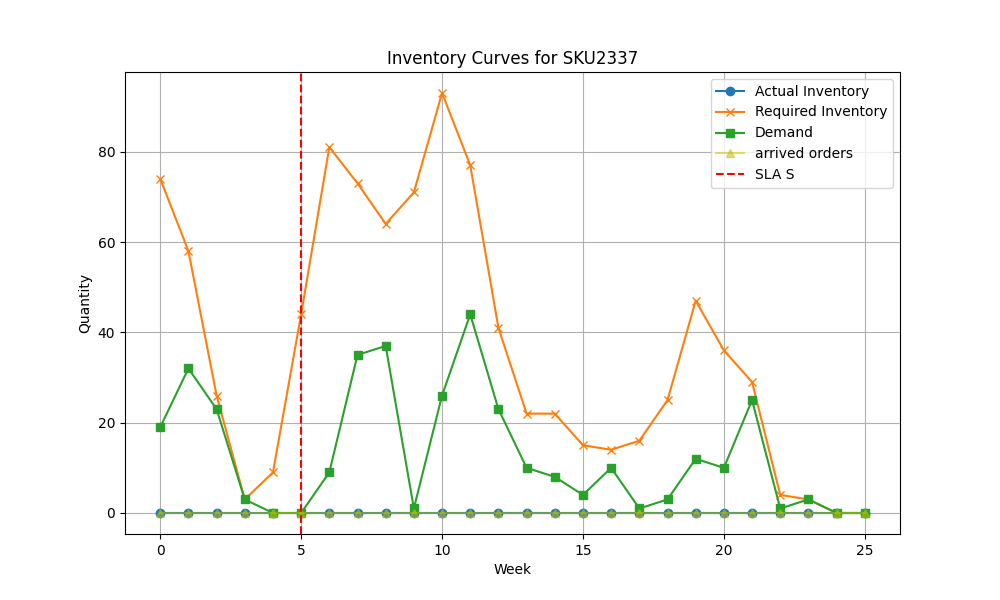 Inventory Curves for SKU2337
Actual Inventory
Required Inventory
Demand
arrived orders
SLA S
Quantity
80
60
40
20
0
0 5 10 15 20 25
Week